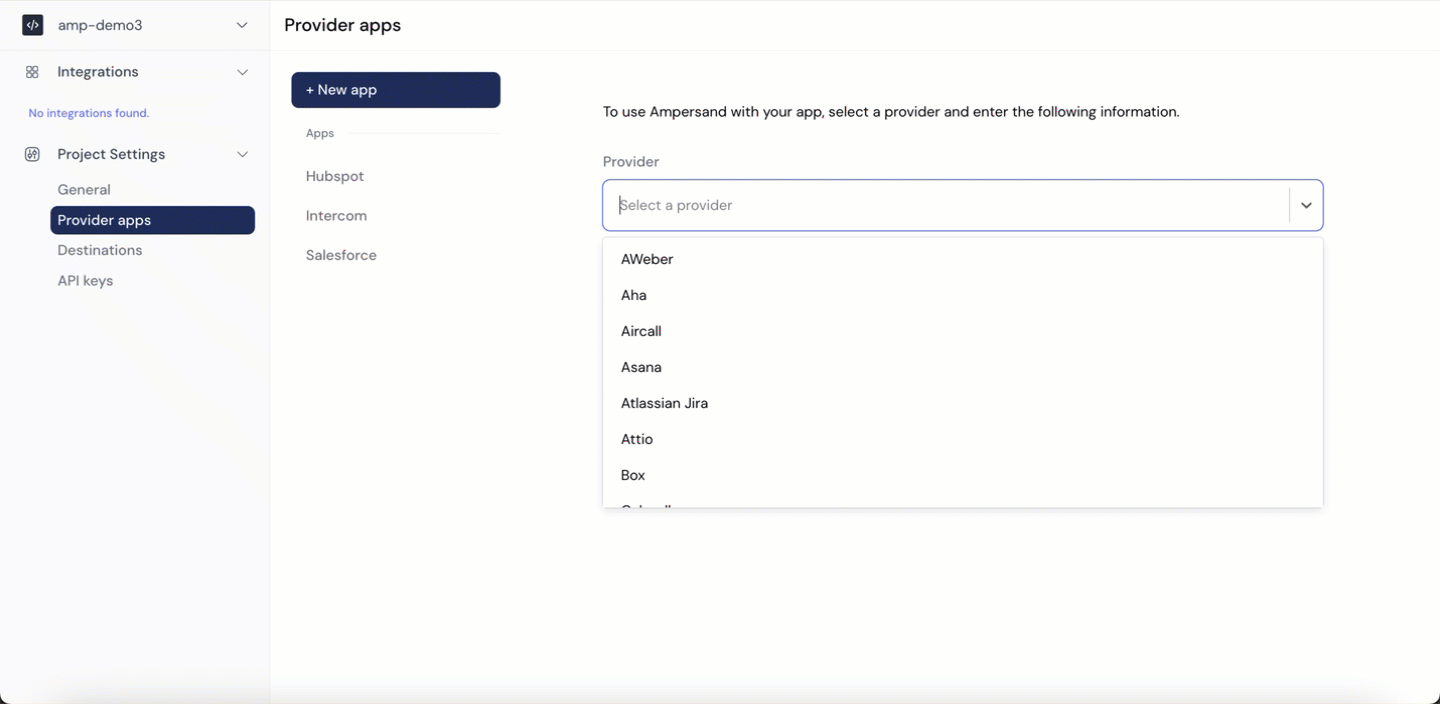 amp-demo3
Integrations
No integrations found.
Project Settings
General
Provider apps
Destinations
API keys
Provider apps
+ New app
Apps
Hubspot
Intercom
Salesforce
To use Ampersand with your app, select a provider and enter the following information.
Provider
Select a provider
AWeber
Aha
Aircall
Asana
Atlassian Jira
Attio
Box